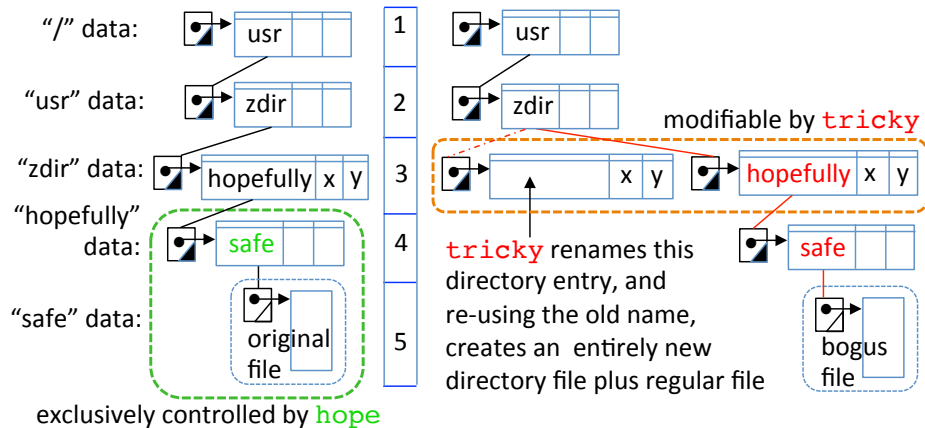 “/” data:
usr
1
usr
“usr” data:
zdir
2
zdir
modifiable by tricky
“zdir” data:
hopefully x y
3
x y
hopefully x y
“hopefully”
data:
safe
4
safe
tricky renames this
directory entry, and
re-using the old name,
creates an entirely new
directory file plus regular file
“safe” data:
original
file
5
bogus
file
exclusively controlled by hope